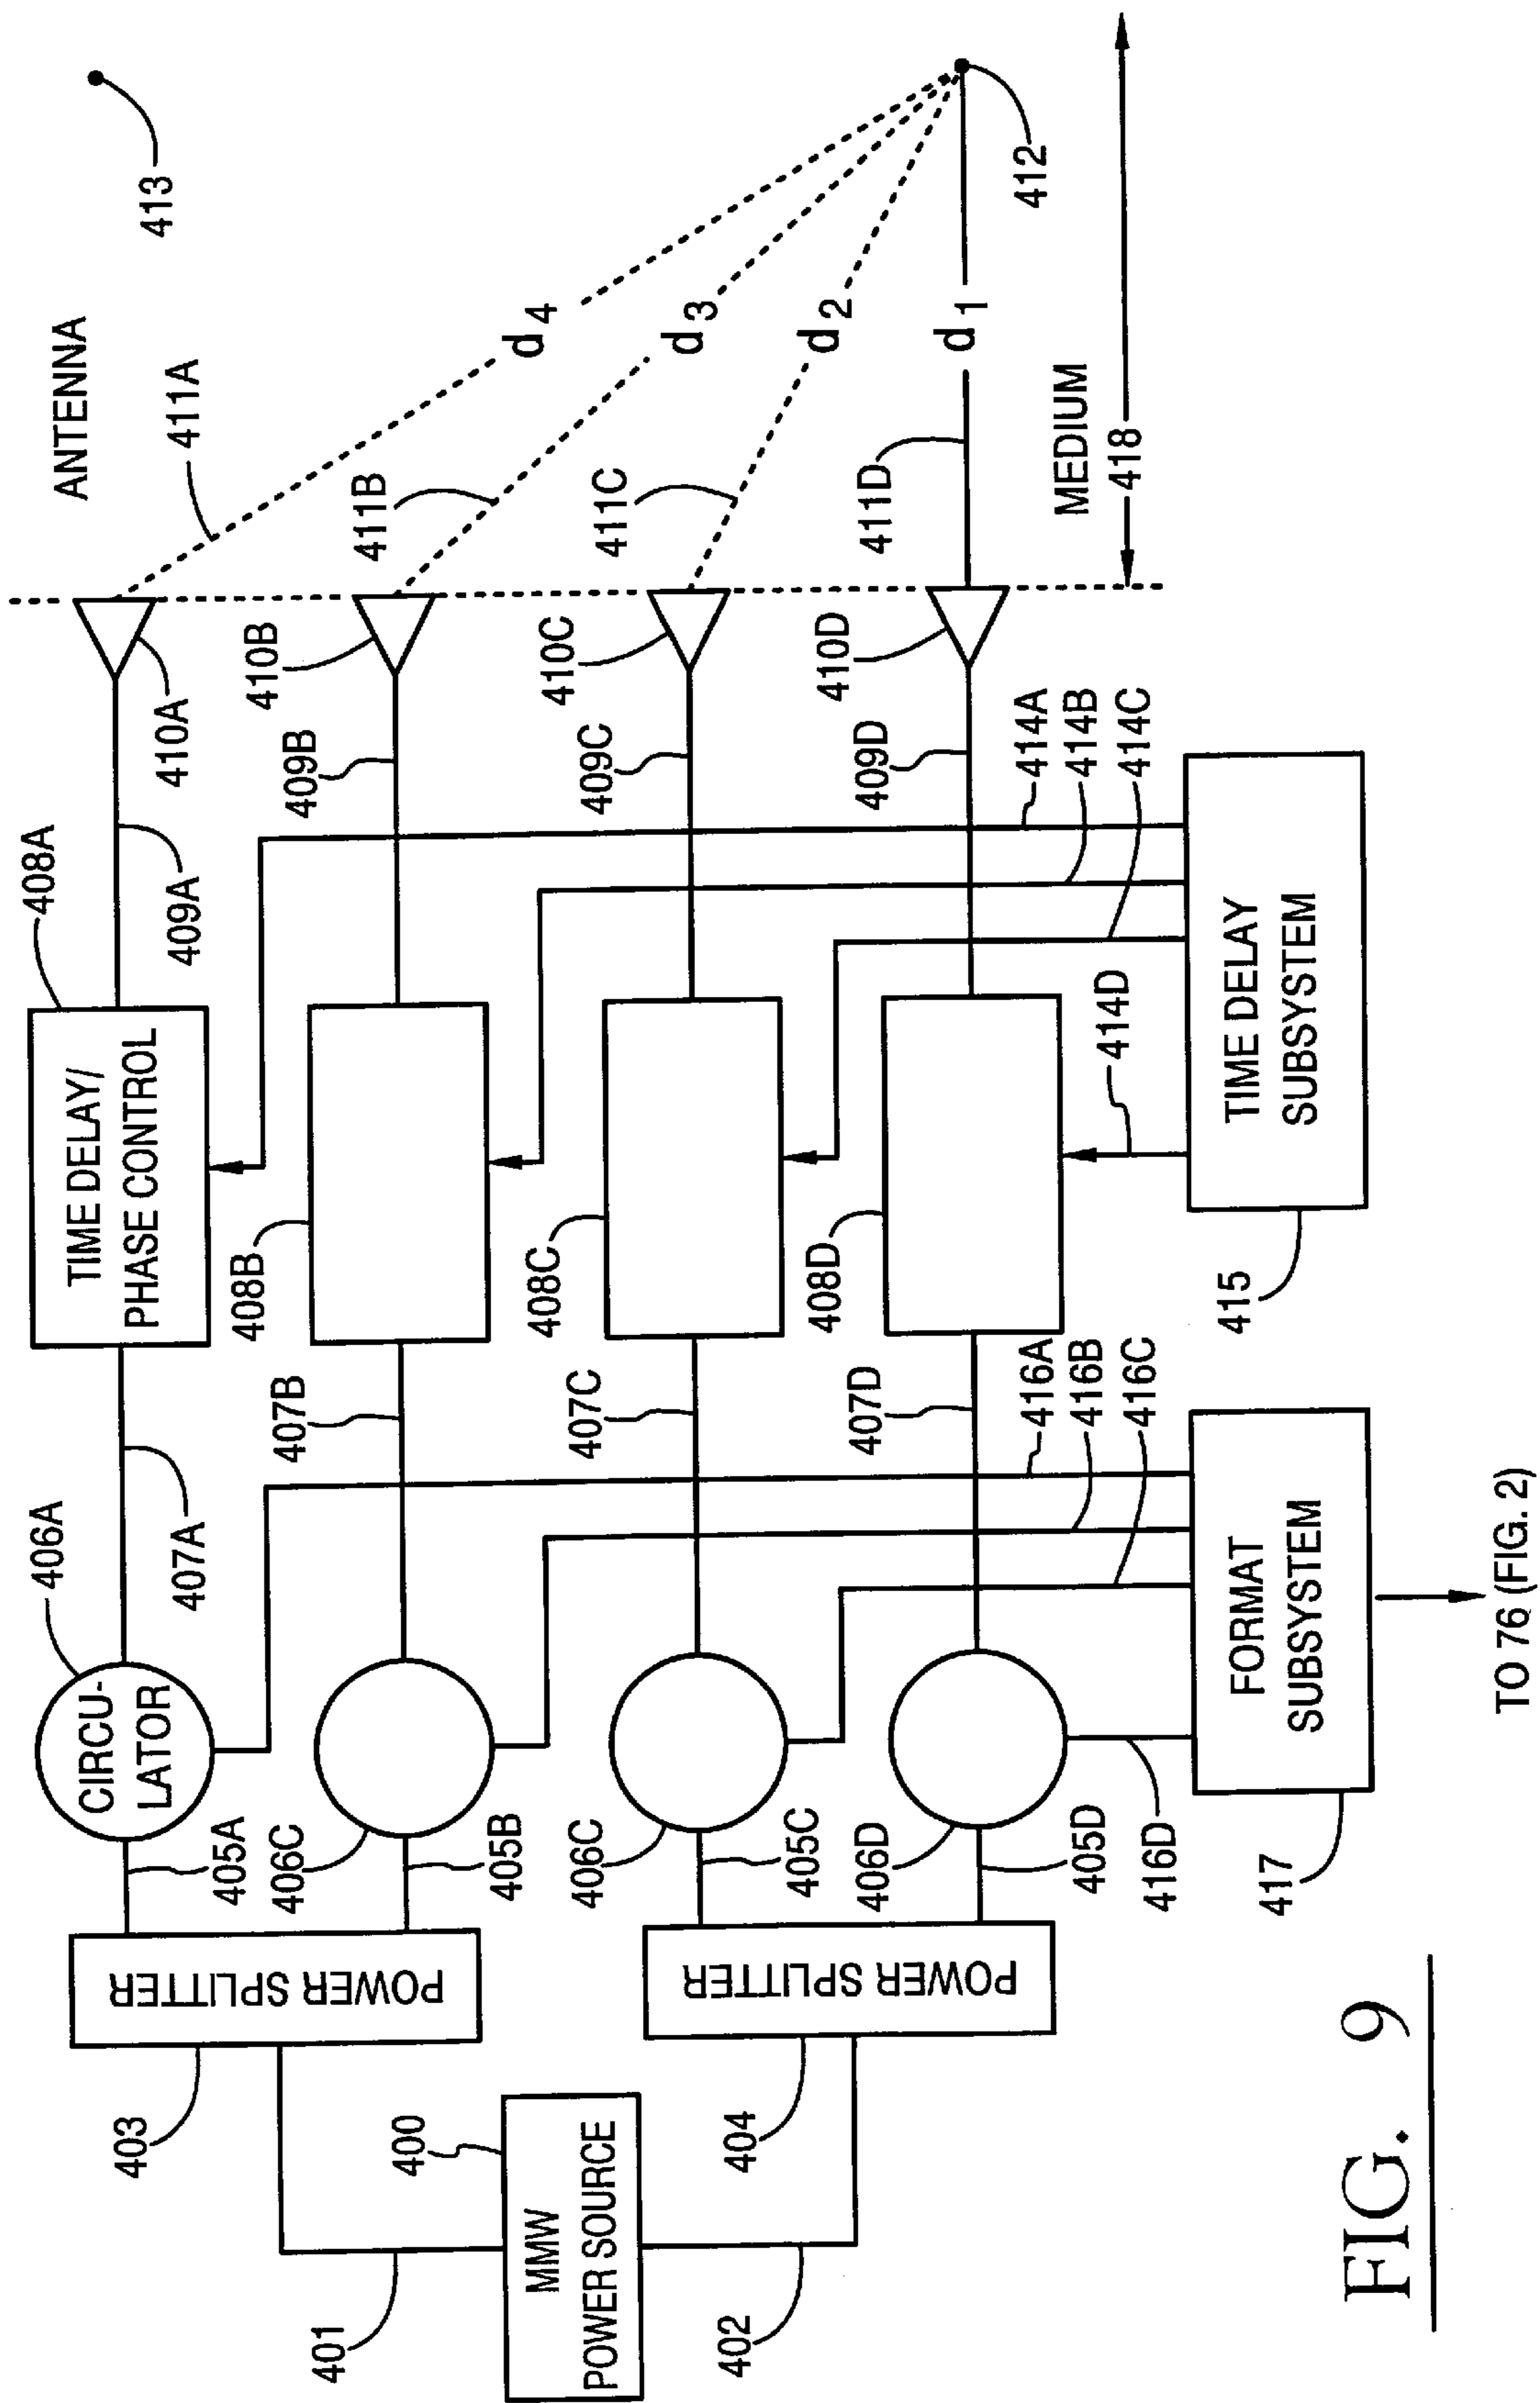 ANTENNA
413
411A
411B
411C
411D
d4
d3
d2
d1
412
MEDIUM
418
410A
410B
410C
410D
409A
409B
409C
409D
414A
414B
414C
414D
408A
TIME DELAY/
PHASE CONTROL
408B
408C
408D
TIME DELAY
SUBSYSTEM
415
407A
407B
407C
407D
416A
416B
416C
406A
CIRCU-
LATOR
406C
406C
406D
416D
FORMAT
SUBSYSTEM
417
TO 76 (FIG. 2)
405A
405B
405C
405D
POWER SPLITTER
POWER SPLITTER
403
404
400
MMW
POWER SOURCE
401
402
FIG. 9